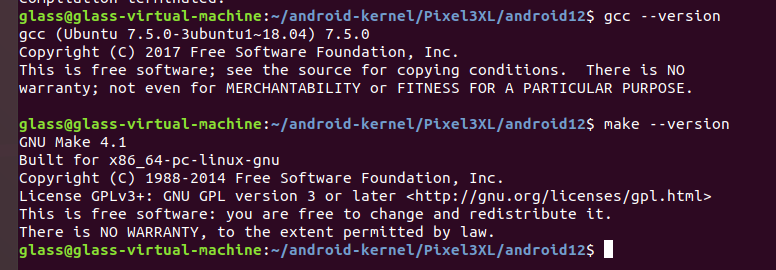 compilation terminated.
glass@glass-virtual-machine:~/android-kernel/Pixel3XL/android12$ gcc --version
gcc (Ubuntu 7.5.0-3ubuntu1~18.04) 7.5.0
Copyright (C) 2017 Free Software Foundation, Inc.
This is free software; see the source for copying conditions.  There is NO
warranty; not even for MERCHANTABILITY or FITNESS FOR A PARTICULAR PURPOSE.
glass@glass-virtual-machine:~/android-kernel/Pixel3XL/android12$ make --version
GNU Make 4.1
Built for x86_64-pc-linux-gnu
Copyright (C) 1988-2014 Free Software Foundation, Inc.
License GPLv3+: GNU GPL version 3 or later <http://gnu.org/licenses/gpl.html>
This is free software: you are free to change and redistribute it.
There is NO WARRANTY, to the extent permitted by law.
glass@glass-virtual-machine:~/android-kernel/Pixel3XL/android12$